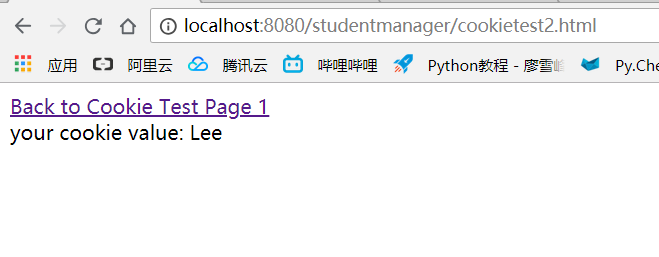 localhost:8080/studentmanager/cookietest2.html
应用 阿里云 腾讯云 哔哩哔哩 Python教程 - 廖雪峰 Py.Che
Back to Cookie Test Page 1
your cookie value: Lee